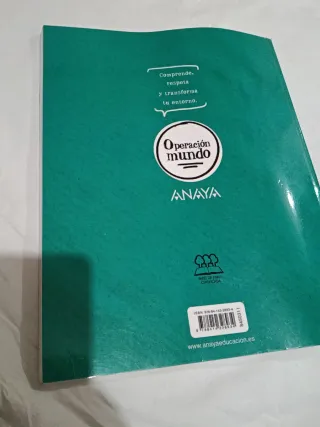 Comprende,
respeta
y transforma
tu entorno.
Operación
mundo
ANAYA
www.anayaeducacion.es